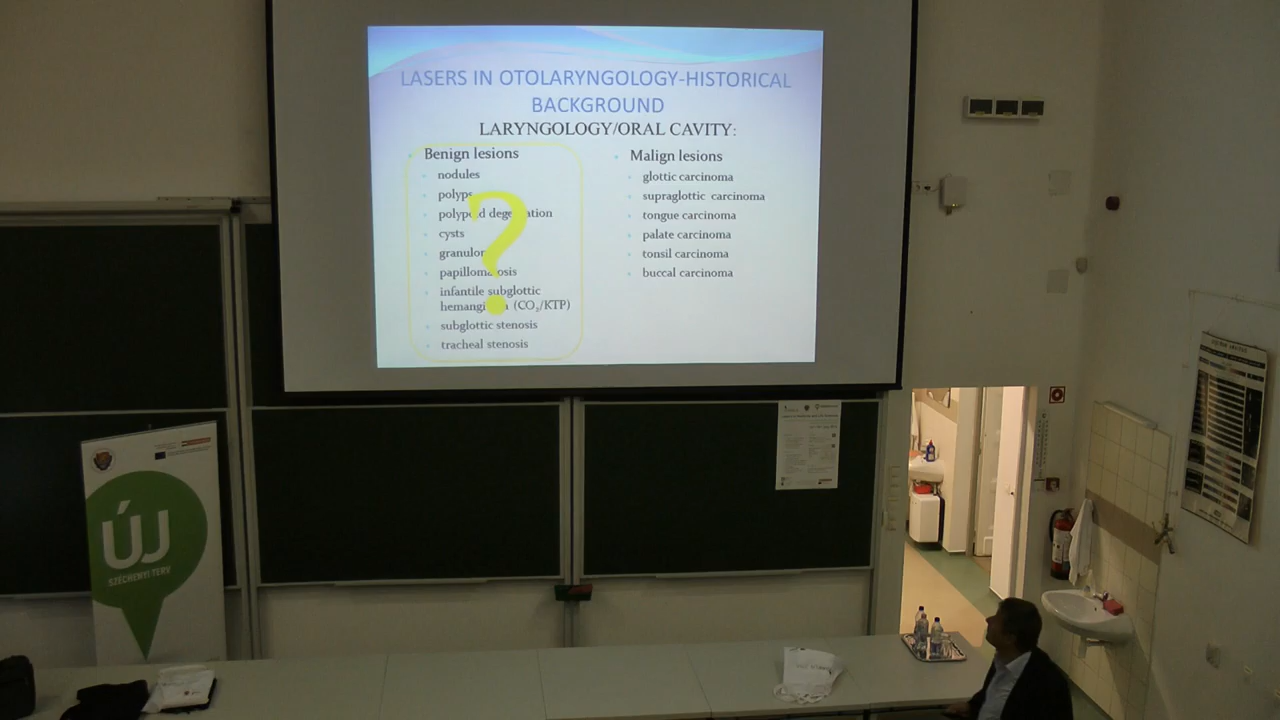 LASERS IN OTOLARYNGOLOGY-HISTORICAL
BACKGROUND
LARYNGOLOGY/ORAL CAVITY:
Benign lesions
nodules
polyps
cysts
infantile subglottic
(CO₂/KTP)
subglottic stenosis
tracheal stenosis
?
Malign lesions
glottic carcinoma
supraglottic carcinoma
tongue carcinoma
palate carcinoma
tonsil carcinoma
buccal carcinoma
ÚJ
SZÉCHENYI TERV